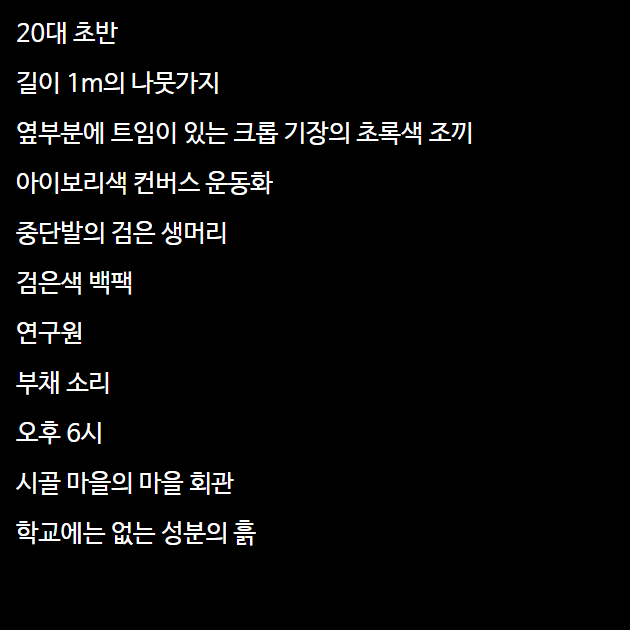 20대 초반
길이 1m의 나뭇가지
옆부분에 트임이 있는 크롭 기장의 초록색 조끼
아이보리색 컨버스 운동화
중단발의 검은 생머리
검은색 백팩
연구원
부채 소리
오후 6시
시골 마을의 마을 회관
학교에는 없는 성분의 흙